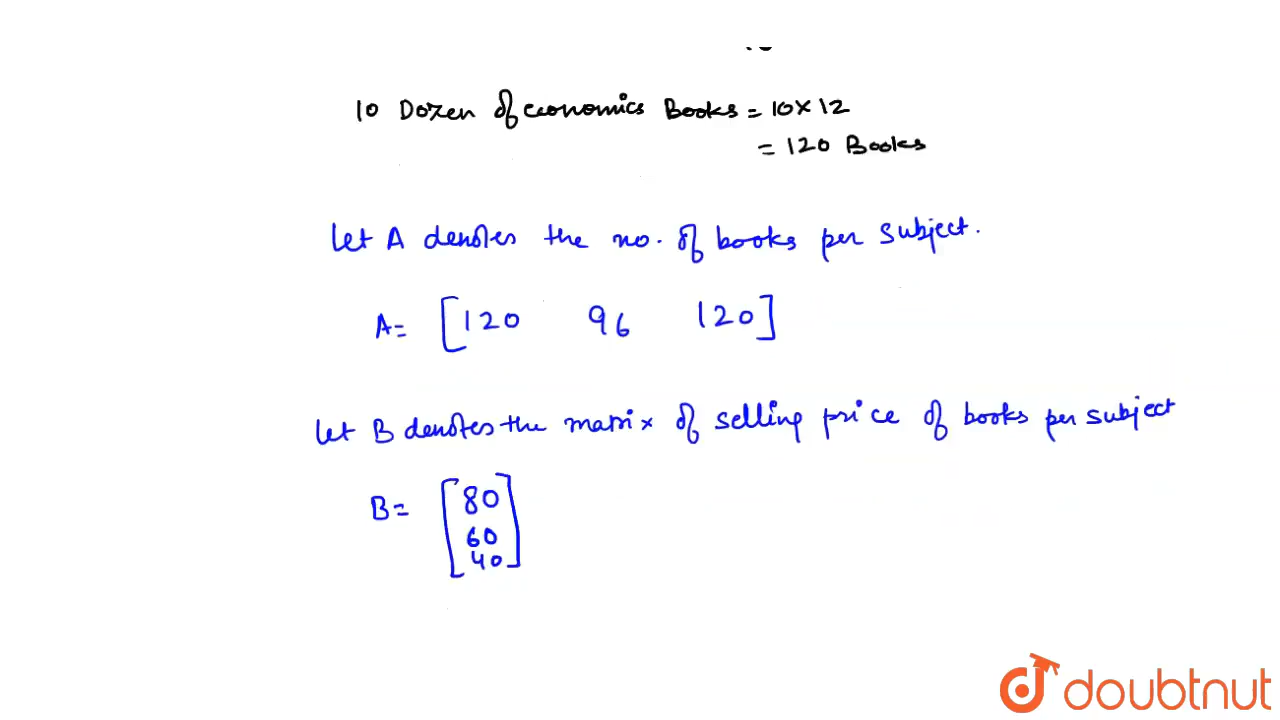 10 Dozen of economics Books = 10 × 12
= 120 Books
Let A denotes the no. of books per subject.
A = [120 96 120]
Let B denotes the matrix of selling price of books per subject
B = [80
60
40]
doubtnut